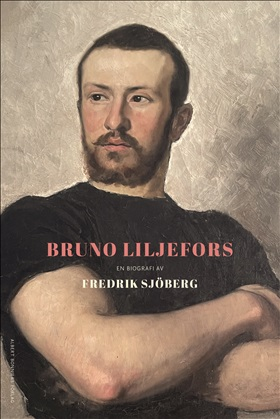 BRUNO LILJEFORS
EN BIOGRAFI AV
FREDRIK SJÖBERG
ALBERT BONNIERS FÖRLAG